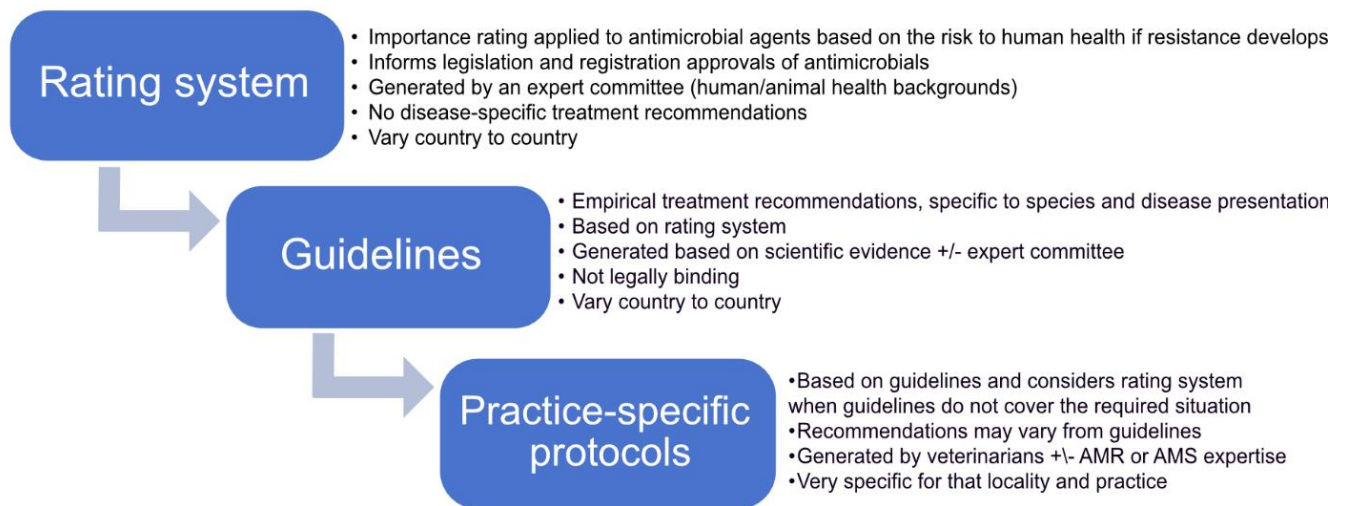 Rating system
• Importance rating applied to antimicrobial agents based on the risk to human health if resistance develops
• Informs legislation and registration approvals of antimicrobials
• Generated by an expert committee (human/animal health backgrounds)
• No disease-specific treatment recommendations
• Vary country to country
Guidelines
• Empirical treatment recommendations, specific to species and disease presentation
• Based on rating system
• Generated based on scientific evidence +/- expert committee
• Not legally binding
• Vary country to country
Practice-specific
protocols
•Based on guidelines and considers rating system
when guidelines do not cover the required situation
•Recommendations may vary from guidelines
•Generated by veterinarians +\- AMR or AMS expertise
•Very specific for that locality and practice